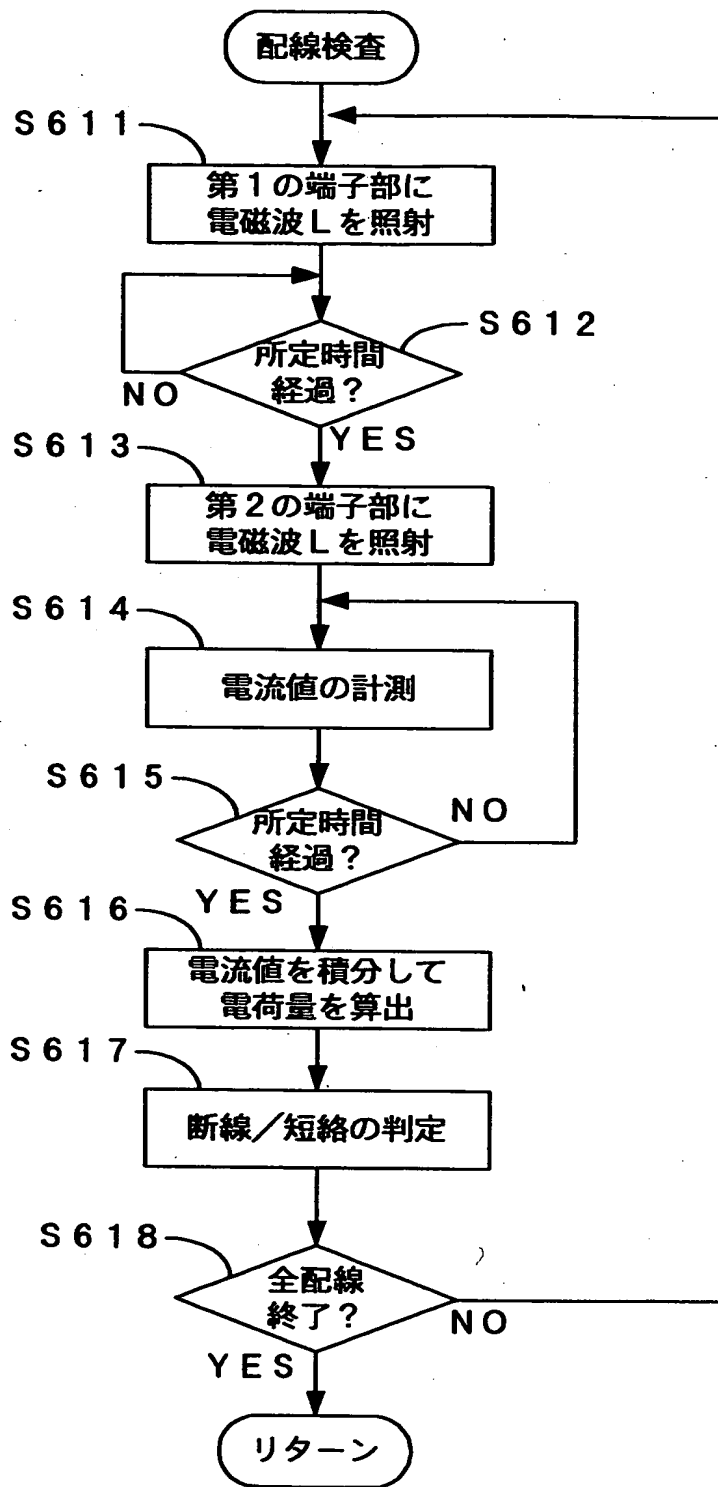 配線検査
S611
第1の端子部に
電磁波Lを照射
S612
所定時間
経過?
NO
YES
S613
第2の端子部に
電磁波Lを照射
S614
電流値の計測
S615
所定時間
経過?
NO
YES
S616
電流値を積分して
電荷量を算出
S617
断線/短絡の判定
S618
全配線
終了?
NO
YES
リターン